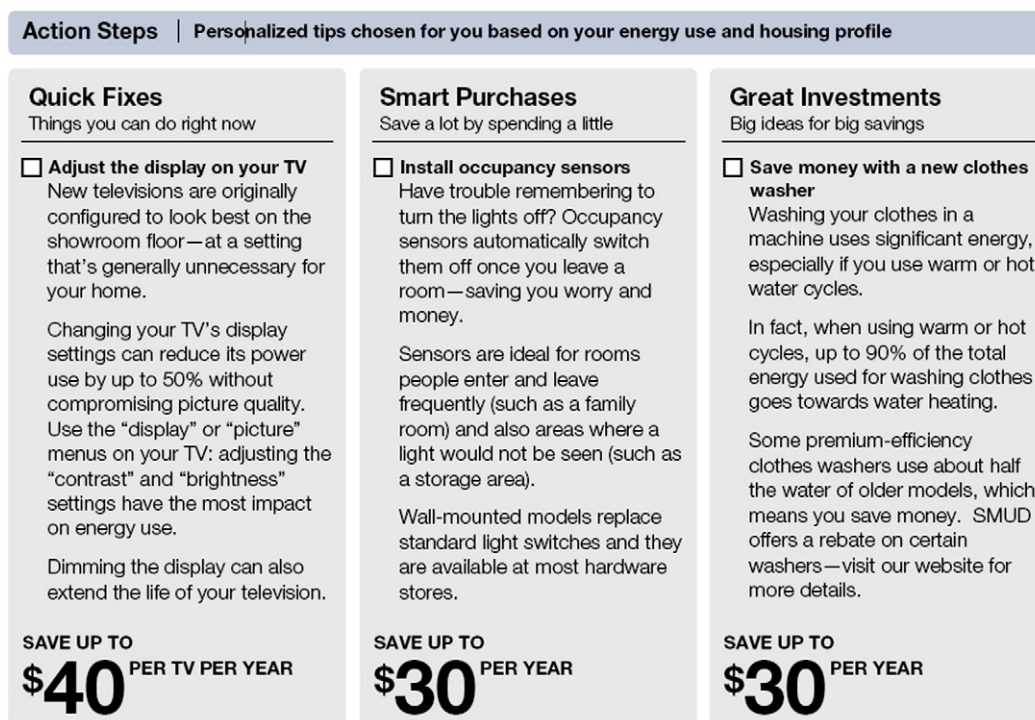 Action Steps | Personalized tips chosen for you based on your energy use and housing profile
Quick Fixes
Things you can do right now
Adjust the display on your TV
New televisions are originally
configured to look best on the
showroom floor—at a setting
that's generally unnecessary for
your home.
Changing your TV's display
settings can reduce its power
use by up to 50% without
compromising picture quality.
Use the “display” or “picture”
menus on your TV: adjusting the
“contrast” and “brightness”
settings have the most impact
on energy use.
Dimming the display can also
extend the life of your television.
SAVE UP TO
$40 PER TV PER YEAR
Smart Purchases
Save a lot by spending a little
Install occupancy sensors
Have trouble remembering to
turn the lights off? Occupancy
sensors automatically switch
them off once you leave a
room—saving you worry and
money.
Sensors are ideal for rooms
people enter and leave
frequently (such as a family
room) and also areas where a
light would not be seen (such as
a storage area).
Wall-mounted models replace
standard light switches and they
are available at most hardware
stores.
SAVE UP TO
$30 PER YEAR
Great Investments
Big ideas for big savings
Save money with a new clothes
washer
Washing your clothes in a
machine uses significant energy,
especially if you use warm or hot
water cycles.
In fact, when using warm or hot
cycles, up to 90% of the total
energy used for washing clothes
goes towards water heating.
Some premium-efficiency
clothes washers use about half
the water of older models, which
means you save money. SMUD
offers a rebate on certain
washers—visit our website for
more details.
SAVE UP TO
$30 PER YEAR